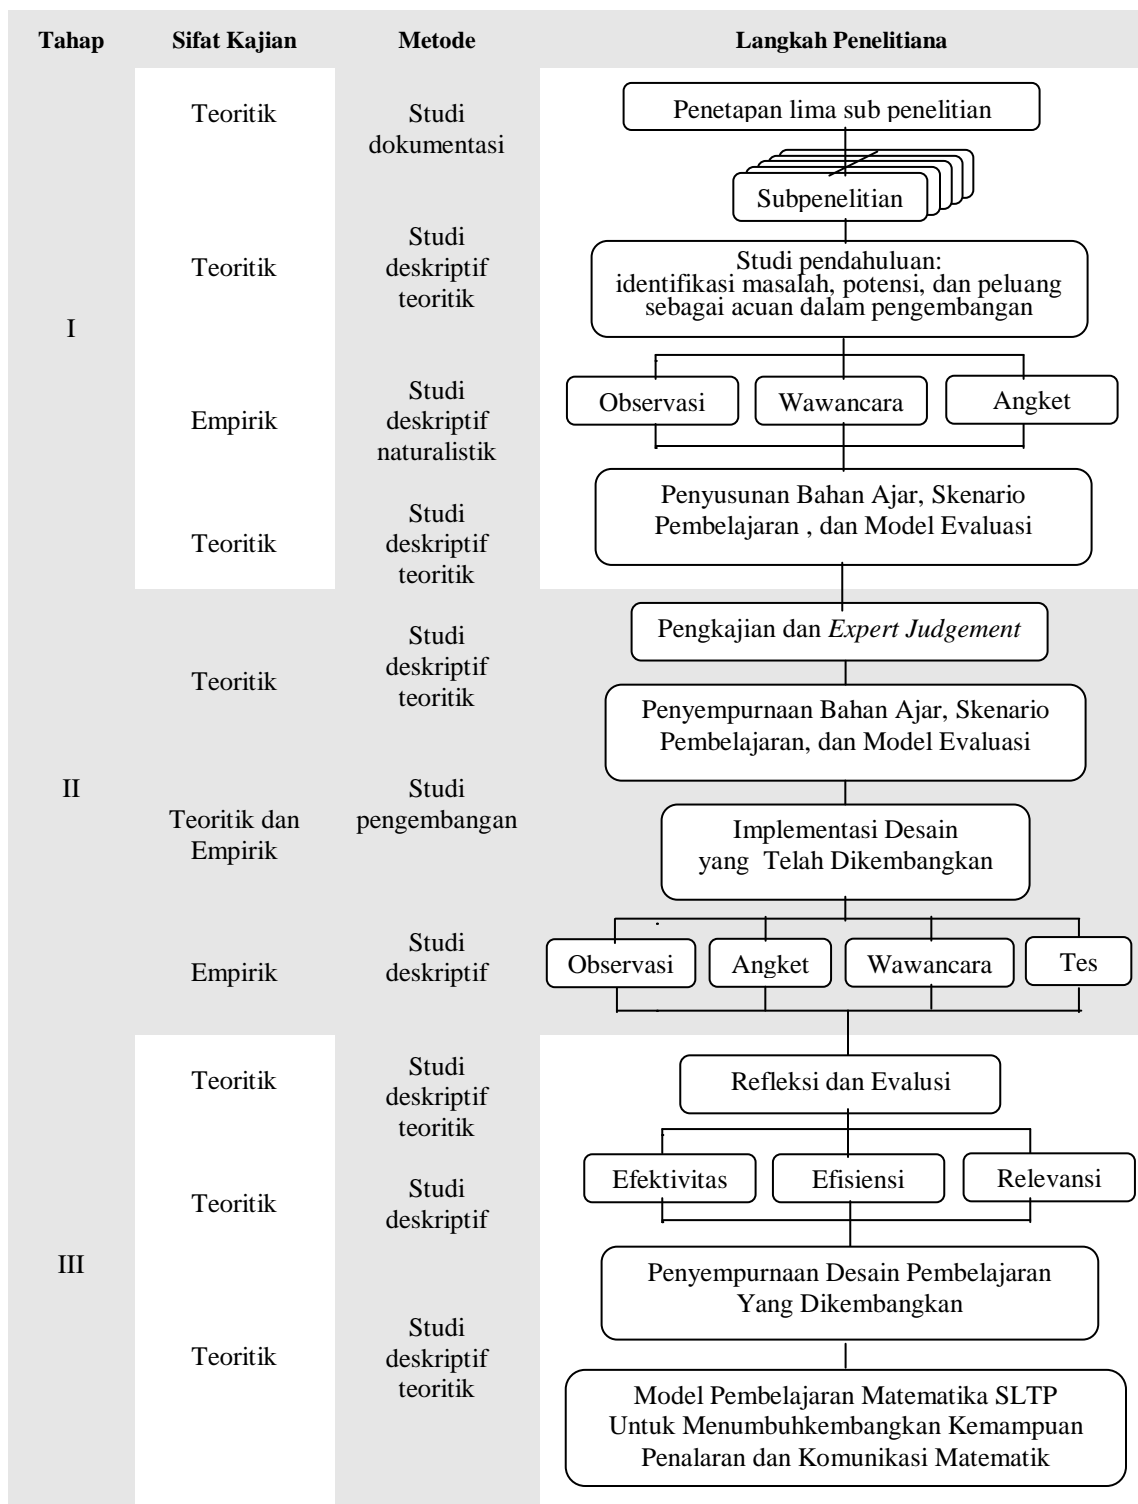 Tahap Sifat Kajian Metode Langkah Penelitiana
Teoritik
Studi
dokumentasi
Penetapan lima sub penelitian
Subpenelitian
I
Teoritik
Studi
deskriptif
teoritik
Studi pendahuluan:
identifikasi masalah, potensi, dan peluang
sebagai acuan dalam pengembangan
Empirik
Studi
deskriptif
naturalistik
Observasi Wawancara Angket
Teoritik
Studi
deskriptif
teoritik
Penyusunan Bahan Ajar, Skenario
Pembelajaran , dan Model Evaluasi
II
Teoritik
Studi
deskriptif
teoritik
Pengkajian dan Expert Judgement
Penyempurnaan Bahan Ajar, Skenario
Pembelajaran, dan Model Evaluasi
Teoritik dan
Empirik
Studi
pengembangan
Implementasi Desain
yang Telah Dikembangkan
Empirik
Studi
deskriptif
Observasi Angket Wawancara Tes
III
Teoritik
Studi
deskriptif
teoritik
Refleksi dan Evalusi
Teoritik
Studi
deskriptif
Efektivitas Efisiensi Relevansi
Penyempurnaan Desain Pembelajaran
Yang Dikembangkan
Teoritik
Studi
deskriptif
teoritik
Model Pembelajaran Matematika SLTP
Untuk Menumbuhkembangkan Kemampuan
Penalaran dan Komunikasi Matematik